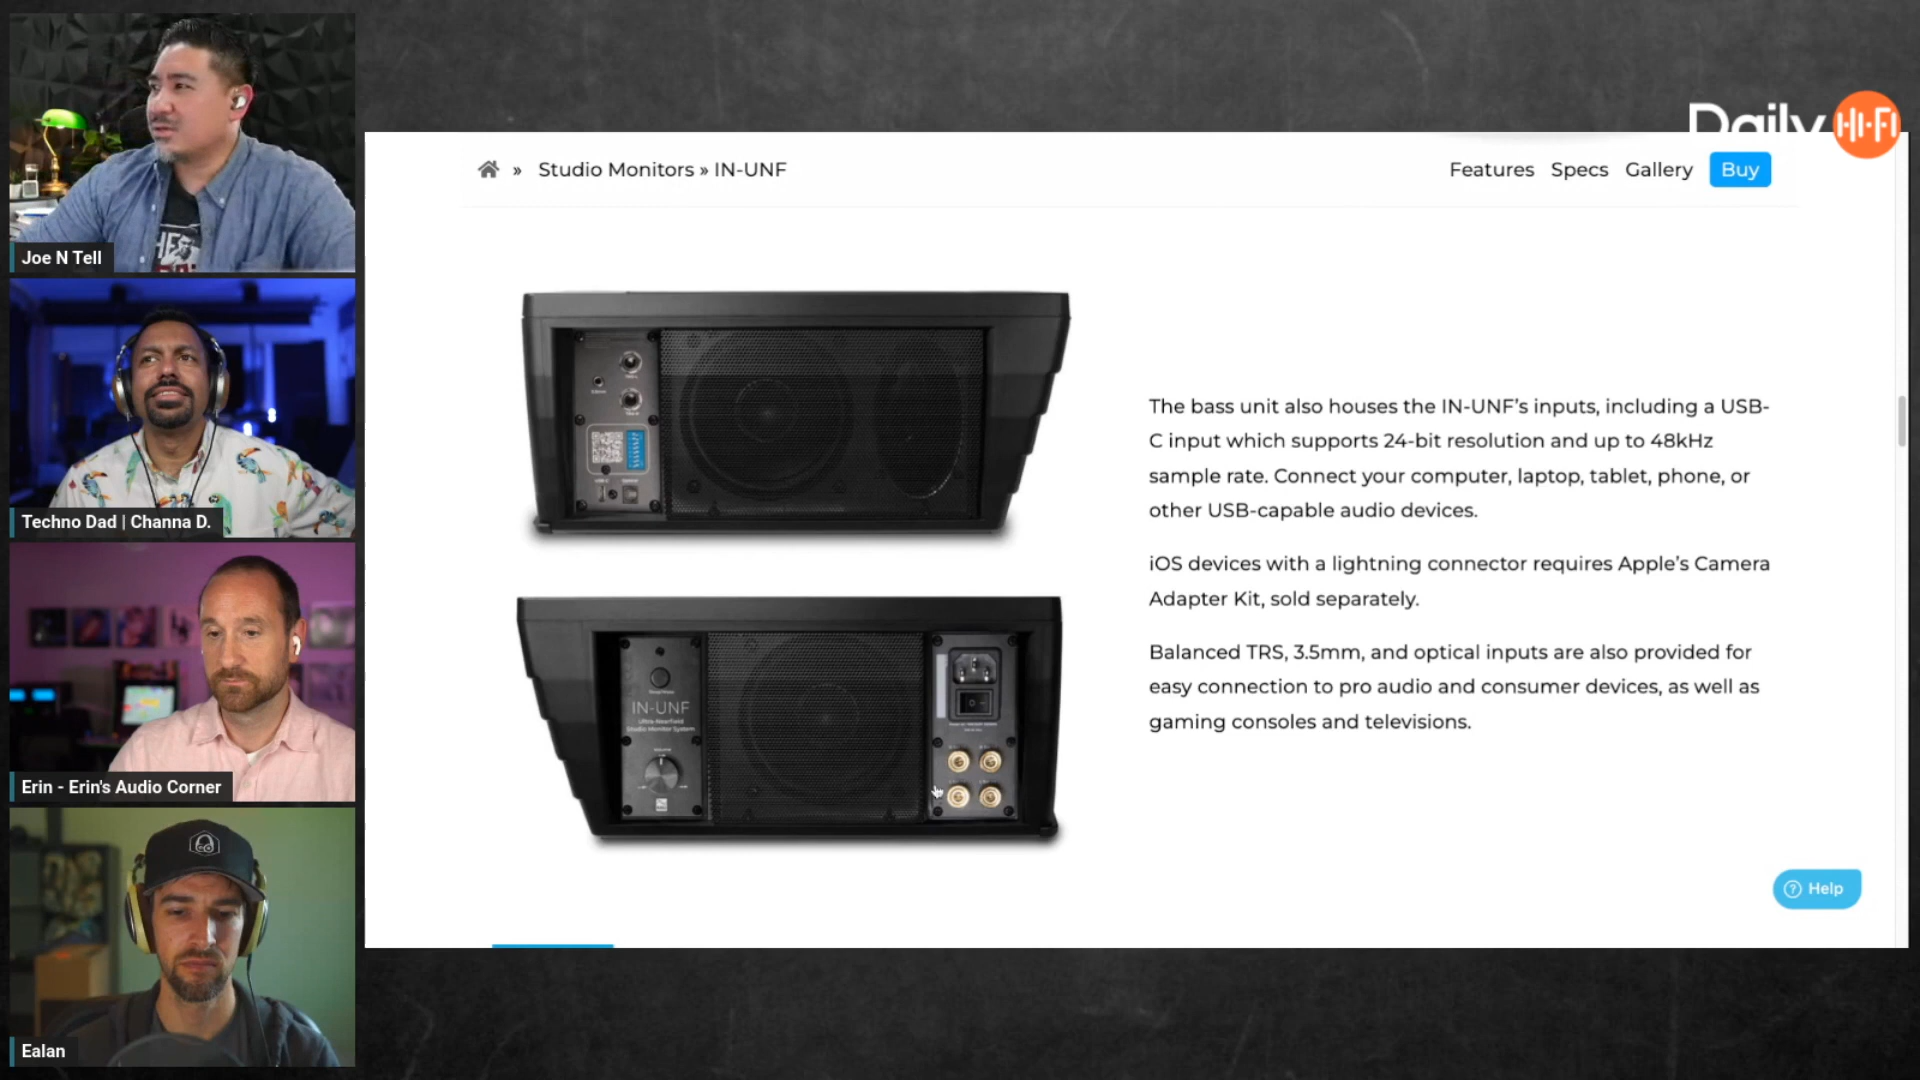 Daily HI-FI
» Studio Monitors » IN-UNF
Features Specs Gallery Buy
Joe N Tell
Techno Dad | Channa D.
Erin - Erin's Audio Corner
Ealan
The bass unit also houses the IN-UNF’s inputs, including a USB-
C input which supports 24-bit resolution and up to 48kHz
sample rate. Connect your computer, laptop, tablet, phone, or
other USB-capable audio devices.
iOS devices with a lightning connector requires Apple’s Camera
Adapter Kit, sold separately.
Balanced TRS, 3.5mm, and optical inputs are also provided for
easy connection to pro audio and consumer devices, as well as
gaming consoles and televisions.
IN-UNF
Ultra-Nearfield
Studio Monitor System
? Help